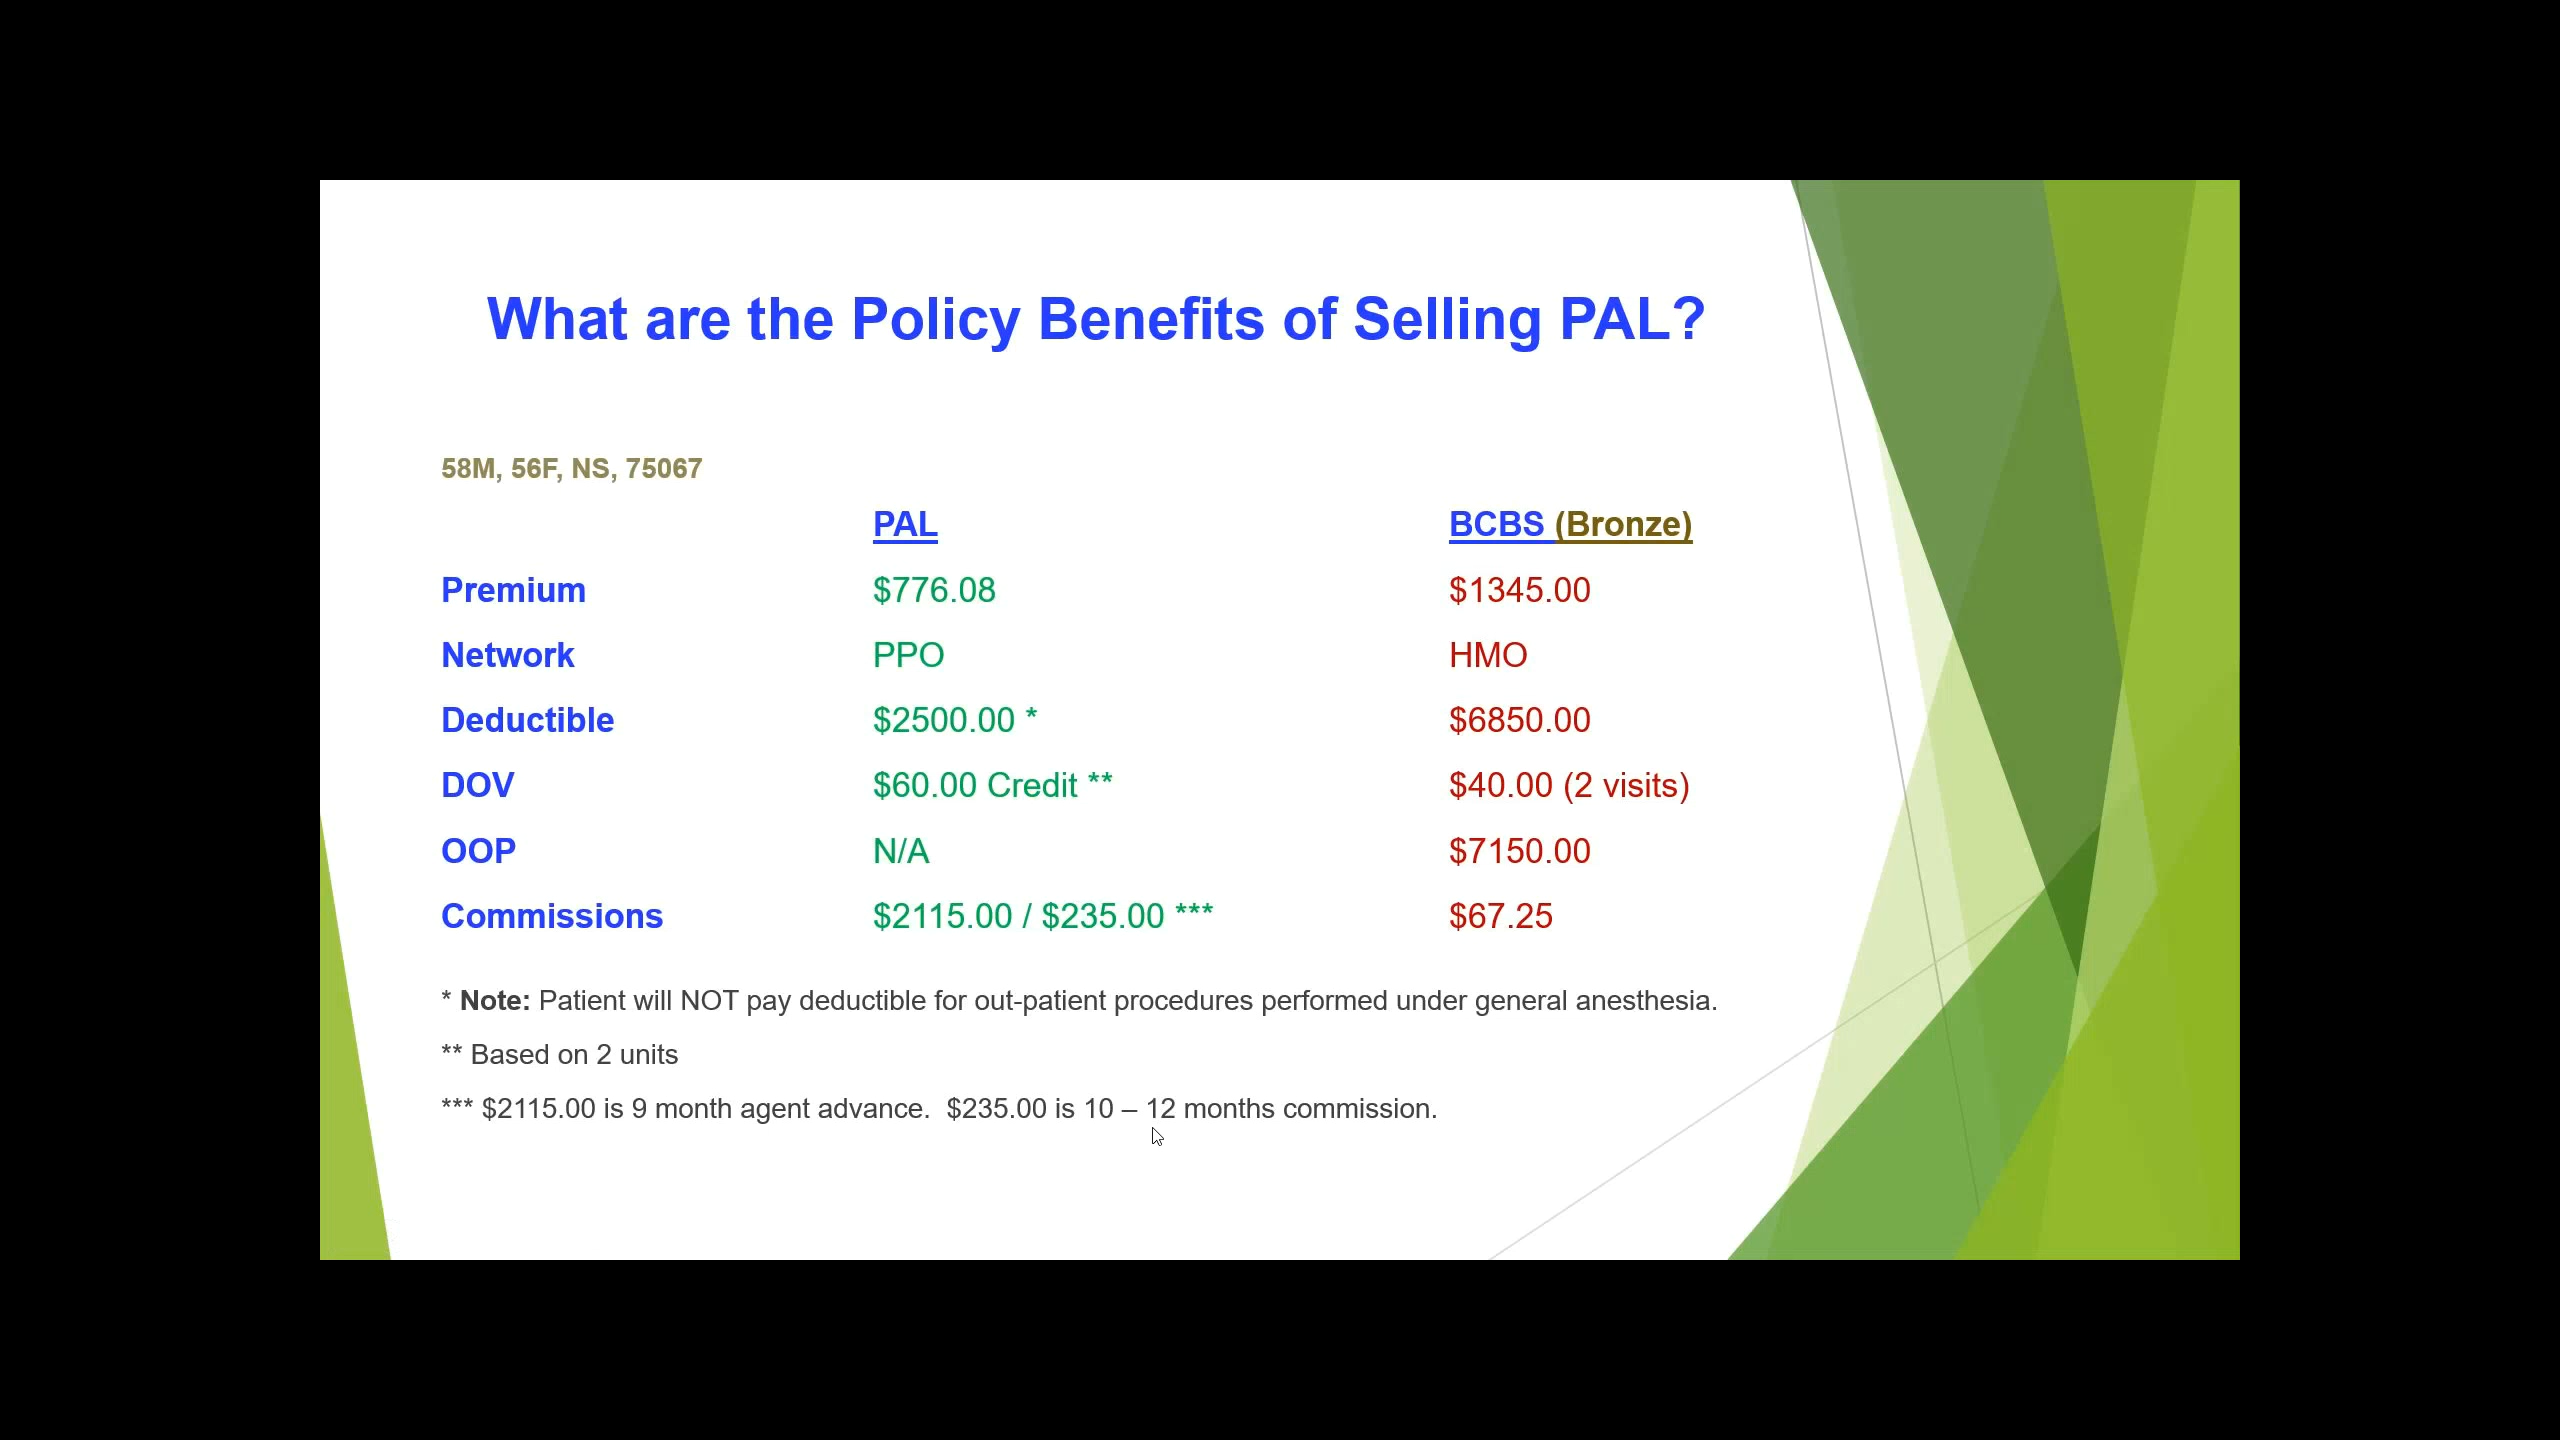 What are the Policy Benefits of Selling PAL?
58M, 56F, NS, 75067
PAL BCBS (Bronze)
Premium $776.08 $1345.00
Network PPO HMO
Deductible $2500.00 * $6850.00
DOV $60.00 Credit ** $40.00 (2 visits)
OOP N/A $7150.00
Commissions $2115.00 / $235.00 *** $67.25
* Note: Patient will NOT pay deductible for out-patient procedures performed under general anesthesia.
** Based on 2 units
*** $2115.00 is 9 month agent advance.  $235.00 is 10 – 12 months commission.